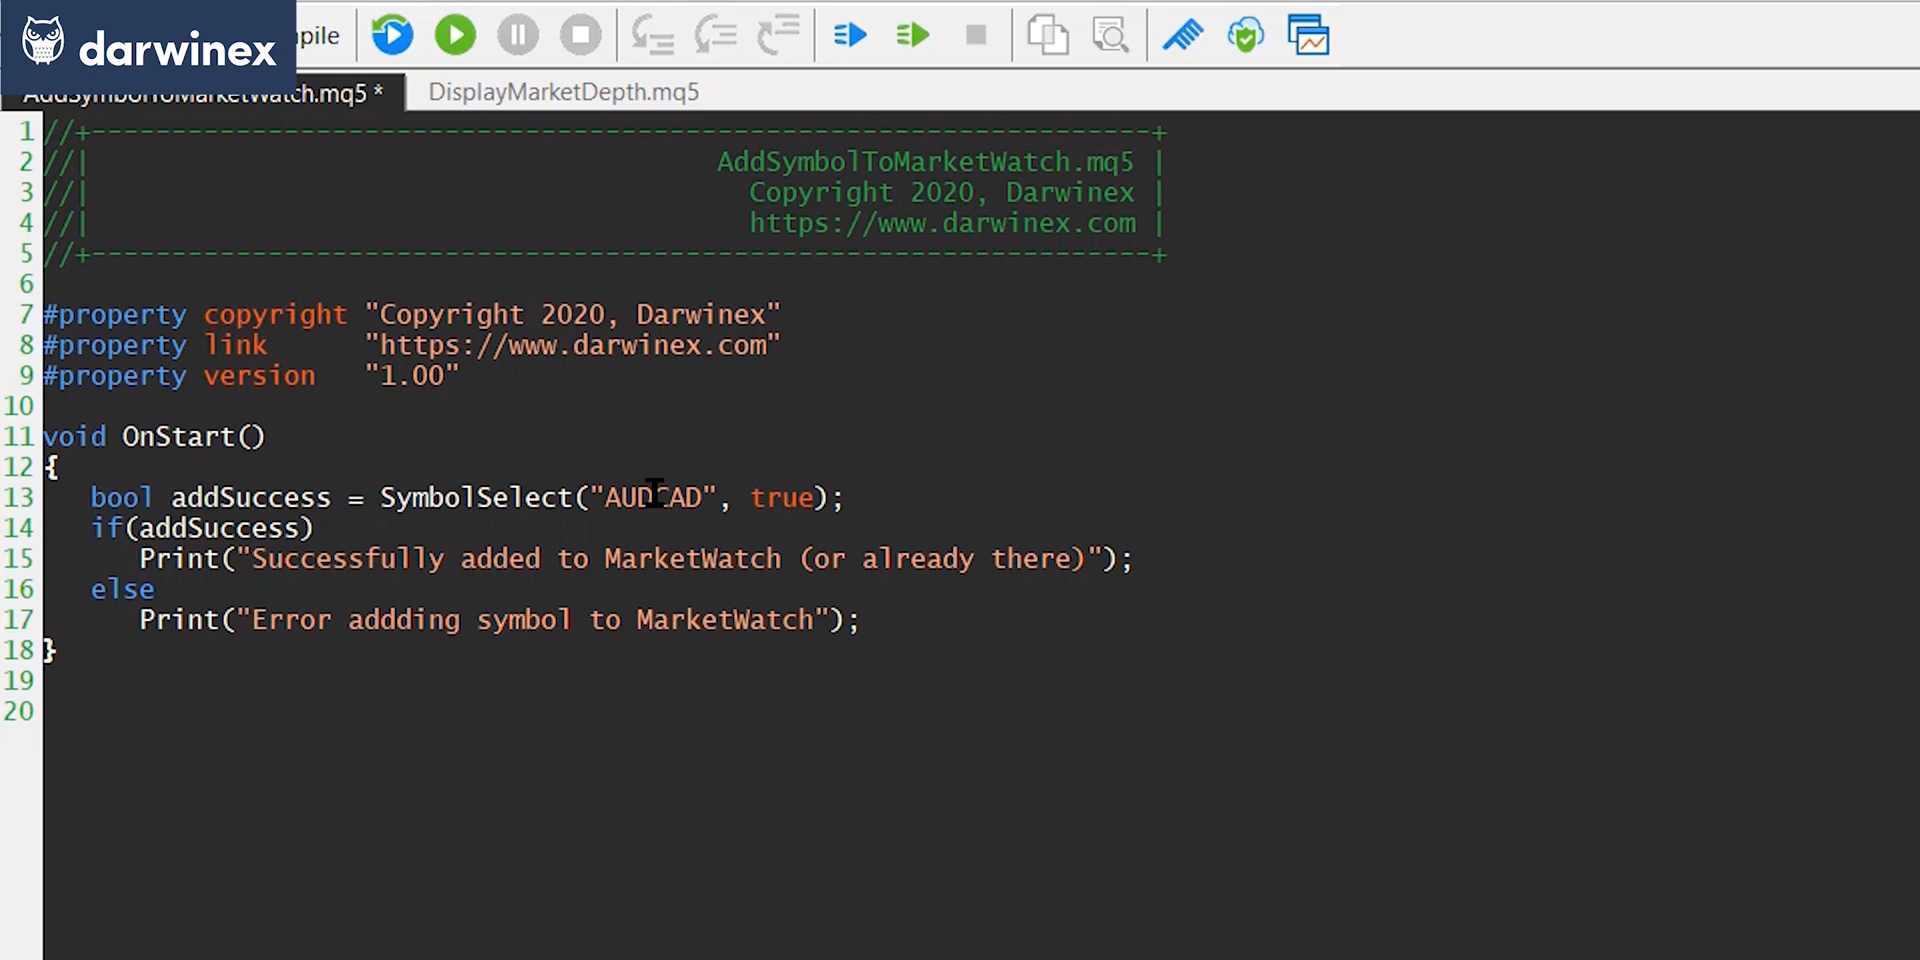 darwinex
pile
AddSymbolToMarketWatch.mq5 *
DisplayMarketDepth.mq5
1 //+------------------------------------------------------------------+
2 //| AddSymbolToMarketWatch.mq5 |
3 //| Copyright 2020, Darwinex |
4 //| https://www.darwinex.com |
5 //+------------------------------------------------------------------+
6
7 #property copyright "Copyright 2020, Darwinex"
8 #property link "https://www.darwinex.com"
9 #property version "1.00"
10
11 void OnStart()
12 {
13 bool addSuccess = SymbolSelect("AUDCAD", true);
14 if(addSuccess)
15 Print("Successfully added to MarketWatch (or already there)");
16 else
17 Print("Error addding symbol to MarketWatch");
18 }
19
20